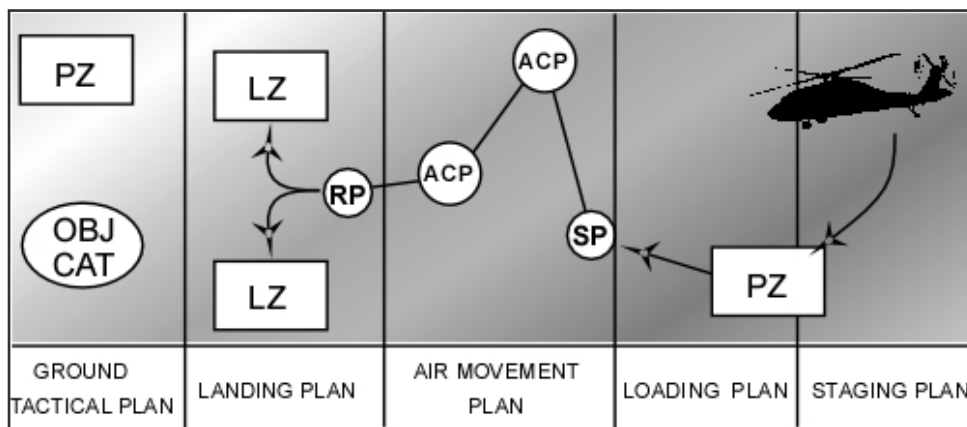 PZ
OBJ
CAT
LZ
LZ
RP
ACP
ACP
SP
PZ
GROUND
TACTICAL PLAN
LANDING PLAN
AIR MOVEMENT
PLAN
LOADING PLAN
STAGING PLAN